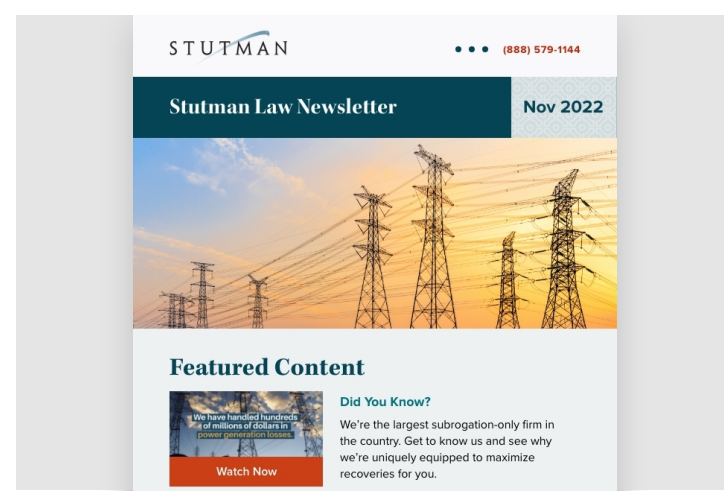 STUTMAN
(888) 579-1144
Stutman Law Newsletter
Nov 2022
Featured Content
We have handled hundreds
of millions of dollars in
power generation losses.
Watch Now
Did You Know?
We're the largest subrogation-only firm in
the country. Get to know us and see why
we're uniquely equipped to maximize
recoveries for you.